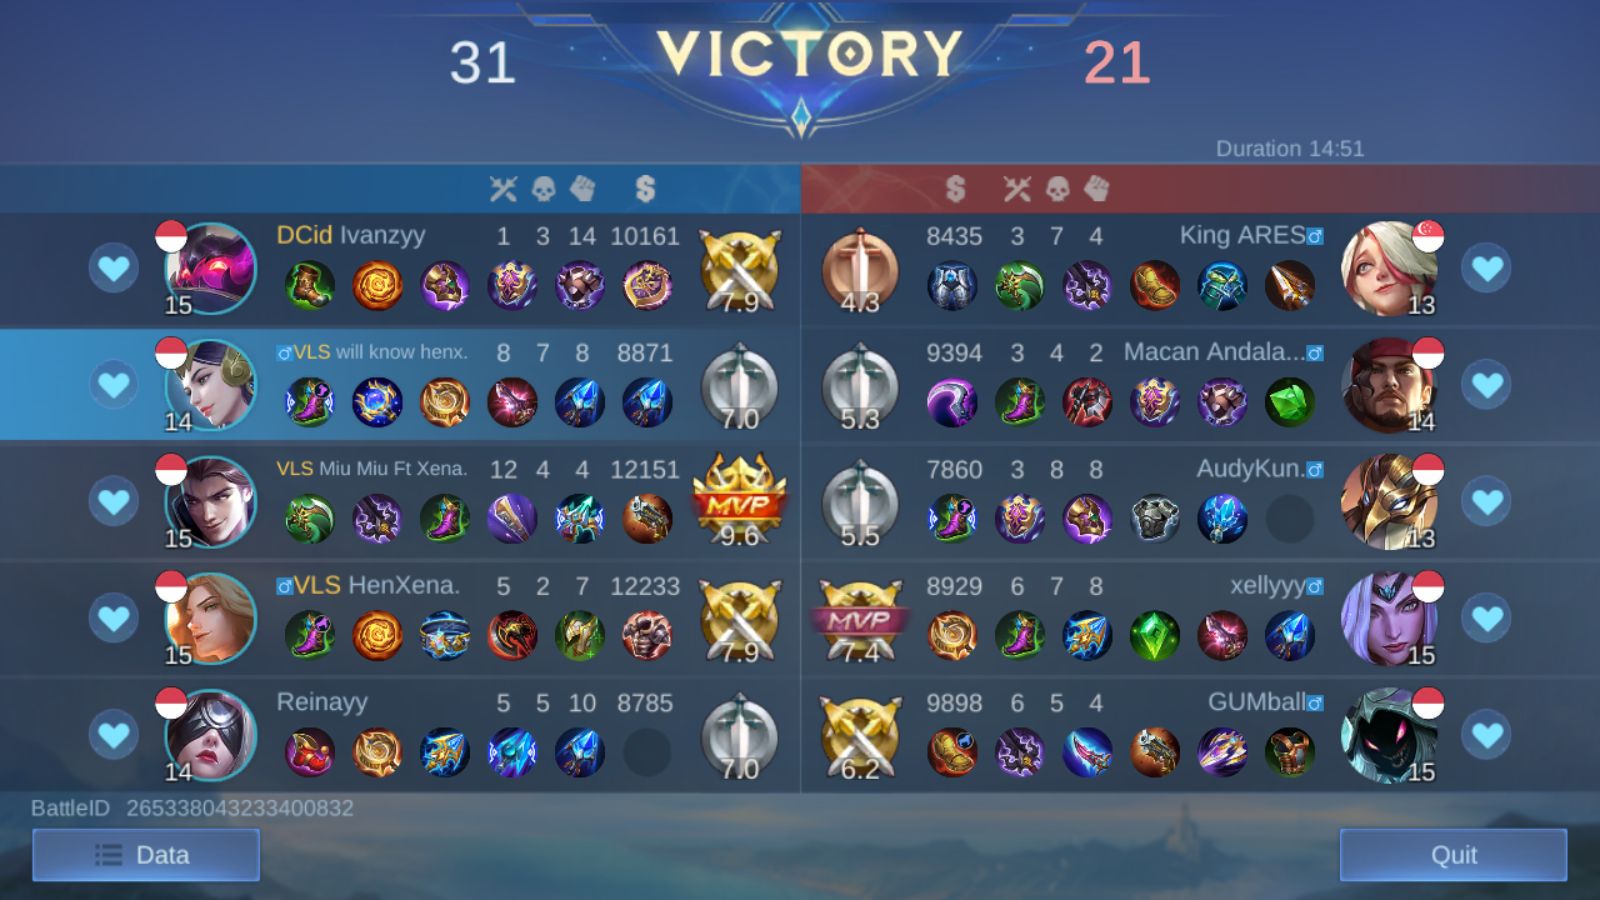 31 VICTORY 21
Duration 14:51
DCid Ivanzyy 1 3 14 10161
15 7.9
4.3 8435 3 7 4 King ARES
13
VLS will know henx. 8 7 8 8871
14 7.0
5.3 9394 3 4 2 Macan Andala...
14
VLS Miu Miu Ft Xena. 12 4 4 12151
15 MVP 9.6
5.5 7860 3 8 8 AudyKun.
13
VLS HenXena. 5 2 7 12233
15 7.9
MVP 7.4 8929 6 7 8 xellyyy
15
Reinayy 5 5 10 8785
14 7.0
6.2 9898 6 5 4 GUMball
15
BattleID 265338043233400832
Data
Quit